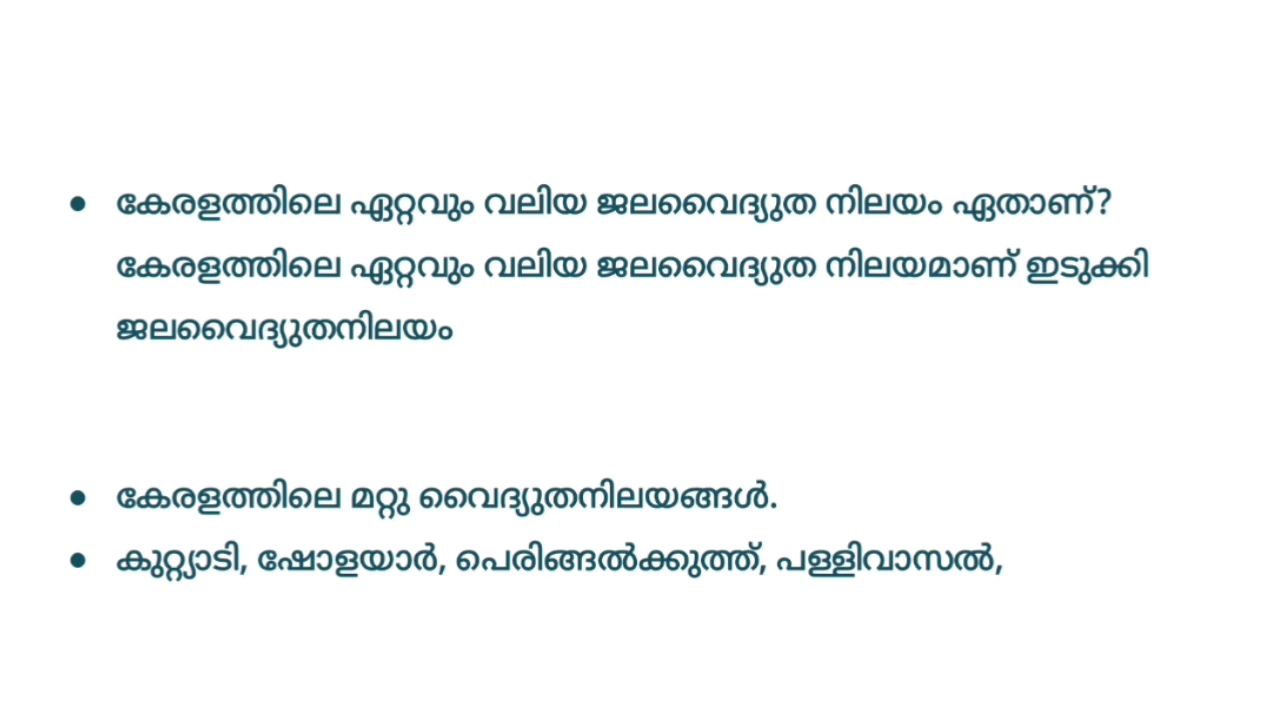 ● കേരളത്തിലെ ഏറ്റവും വലിയ ജലവൈദ്യുത നിലയം ഏതാണ്?
കേരളത്തിലെ ഏറ്റവും വലിയ ജലവൈദ്യുത നിലയമാണ് ഇടുക്കി
ജലവൈദ്യുതനിലയം
● കേരളത്തിലെ മറ്റു വൈദ്യുതനിലയങ്ങൾ.
● കുറ്റ്യാടി, ഷോളയാർ, പെരിങ്ങൽക്കുത്ത്, പള്ളിവാസൽ,